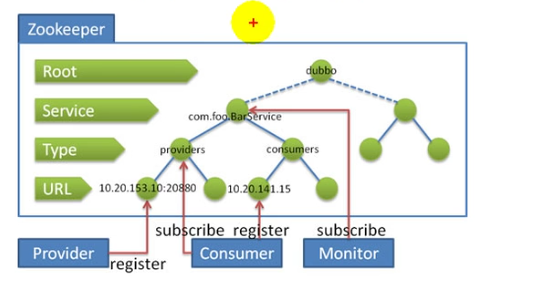 Zookeeper
Root
dubbo
Service
com.foo.BarService
Type
providers
consumers
URL
10.20.153.10:20880
10.20.141.15
subscribe
register
subscribe
Provider
register
Consumer
Monitor